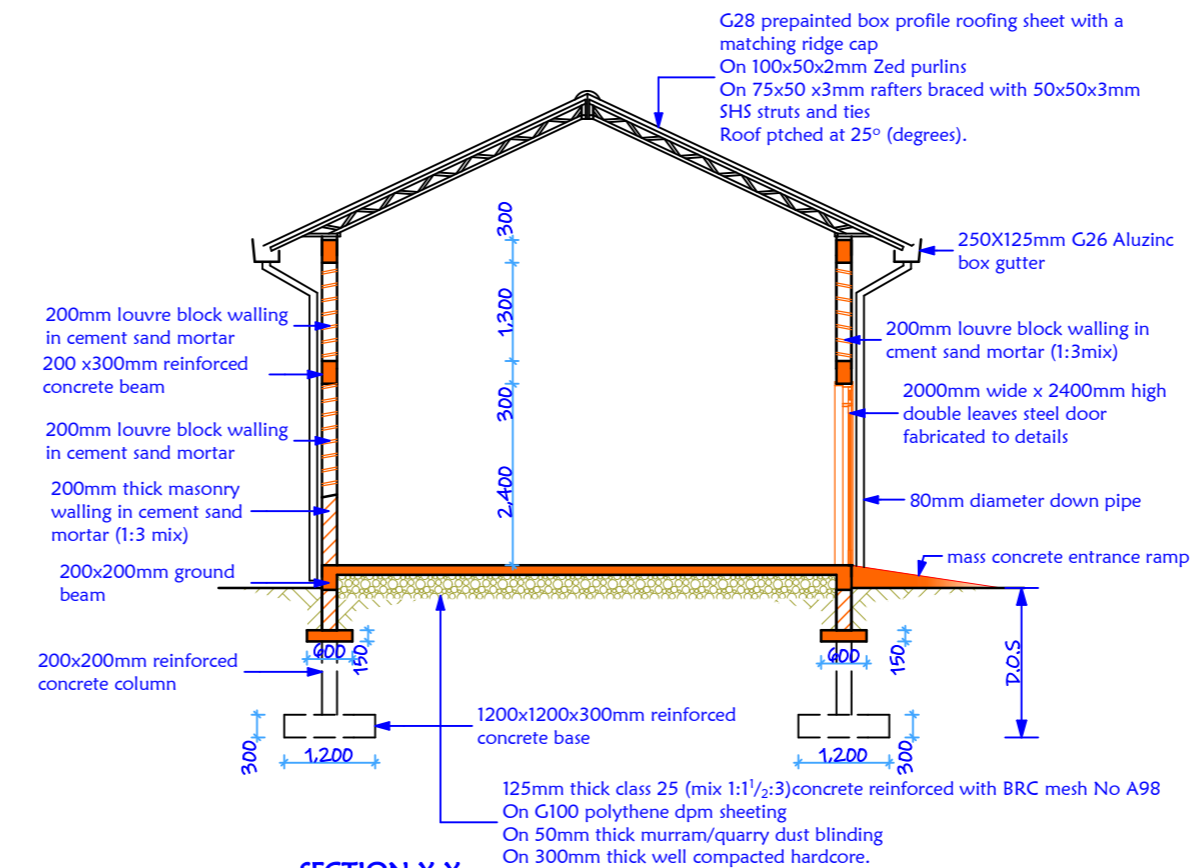 G28 prepainted box profile roofing sheet with a
matching ridge cap
On 100x50x2mm Zed purlins
On 75x50 x3mm rafters braced with 50x50x3mm
SHS struts and ties
Roof ptched at 25º (degrees).
300
250X125mm G26 Aluzinc
box gutter
1,300
200mm louvre block walling
in cement sand mortar
200mm louvre block walling in
cment sand mortar (1:3mix)
200 x300mm reinforced
concrete beam
300
2000mm wide x 2400mm high
double leaves steel door
fabricated to details
200mm louvre block walling
in cement sand mortar
200mm thick masonry
walling in cement sand
mortar (1:3 mix)
2,400
80mm diameter down pipe
mass concrete entrance ramp
200x200mm ground
beam
600
150
600
150
D.O.S
200x200mm reinforced
concrete column
1200x1200x300mm reinforced
concrete base
300
1,200
1,200
300
125mm thick class 25 (mix 1:1¹/₂:3)concrete reinforced with BRC mesh No A98
On G100 polythene dpm sheeting
On 50mm thick murram/quarry dust blinding
On 300mm thick well compacted hardcore.
SECTION X-X